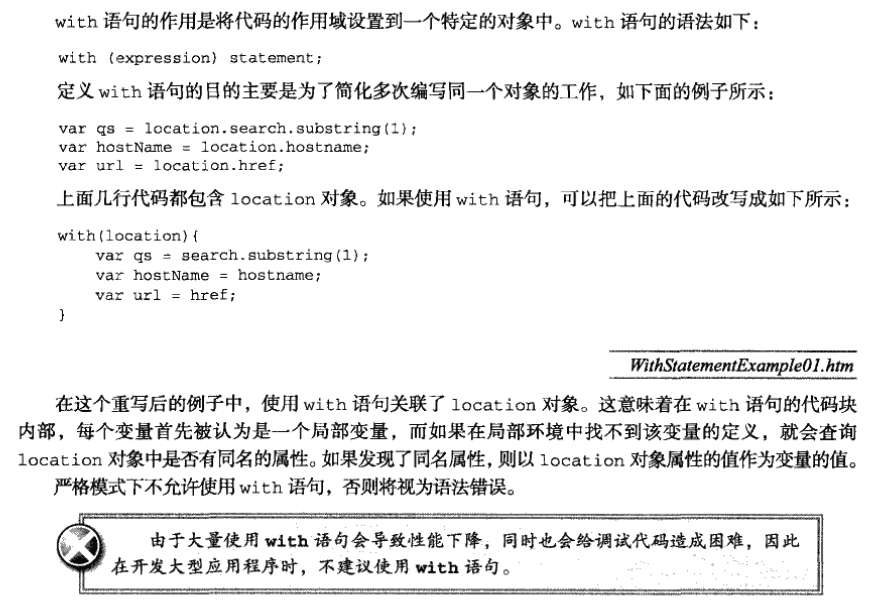 with 语句的作用是将代码的作用域设置到一个特定的对象中。with 语句的语法如下：
with (expression) statement;
定义 with 语句的目的主要是为了简化多次编写同一个对象的工作，如下面的例子所示：
var qs = location.search.substring(1);
var hostName = location.hostname;
var url = location.href;
上面几行代码都包含 location 对象。如果使用 with 语句，可以把上面的代码改写成如下所示：
with(location){
    var qs = search.substring(1);
    var hostName = hostname;
    var url = href;
}
WithStatementExample01.htm
在这个重写后的例子中，使用 with 语句关联了 location 对象。这意味着在 with 语句的代码块
内部，每个变量首先被认为是一个局部变量，而如果在局部环境中找不到该变量的定义，就会查询
location 对象中是否有同名的属性。如果发现了同名属性，则以 location 对象属性的值作为变量的值。
严格模式下不允许使用 with 语句，否则将视为语法错误。
由于大量使用 with 语句会导致性能下降，同时也会给调试代码造成困难，因此
在开发大型应用程序时，不建议使用 with 语句。